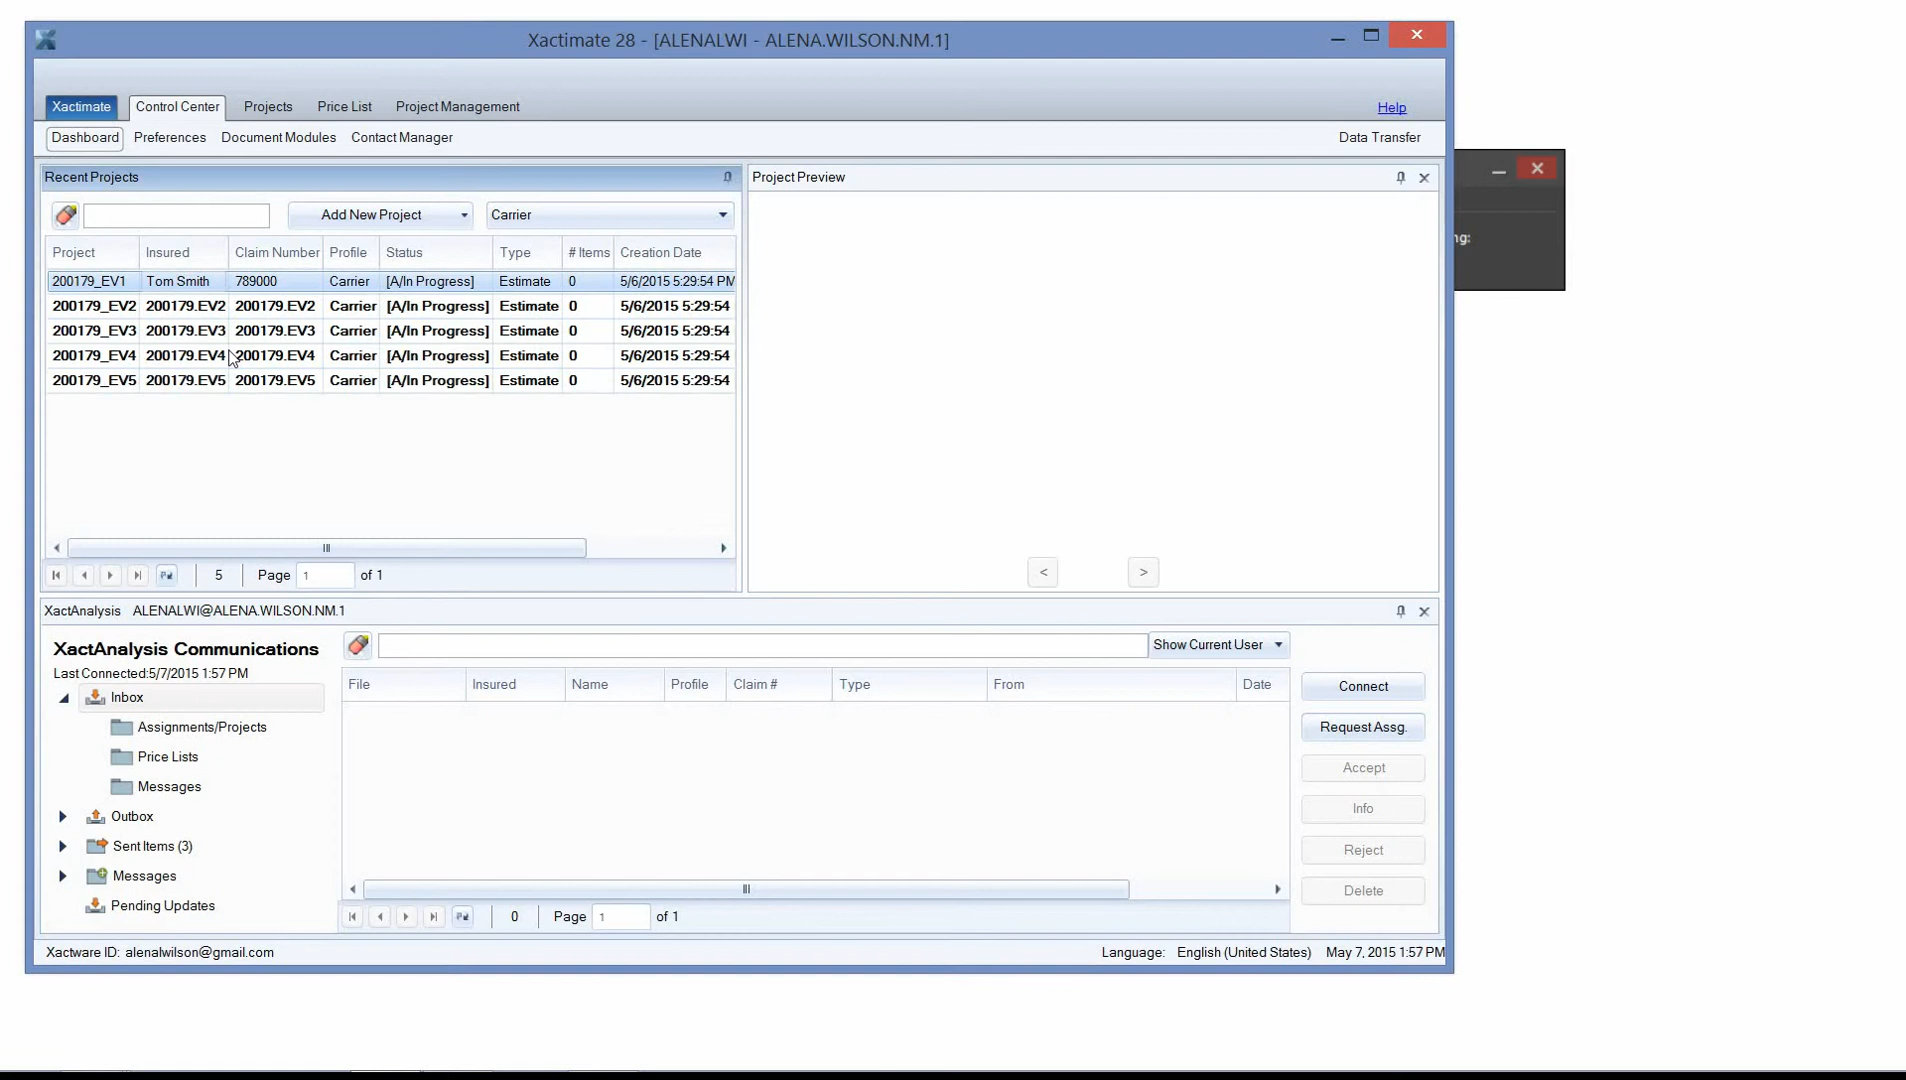 Xactimate 28 - [ALENALWI - ALENA.WILSON.NM.1]
Xactimate Control Center Projects Price List Project Management Help
Dashboard Preferences Document Modules Contact Manager Data Transfer
Recent Projects
Add New Project Carrier
Project Insured Claim Number Profile Status Type # Items Creation Date
200179_EV1 Tom Smith 789000 Carrier [A/In Progress] Estimate 0 5/6/2015 5:29:54 PM
200179_EV2 200179.EV2 200179.EV2 Carrier [A/In Progress] Estimate 0 5/6/2015 5:29:54
200179_EV3 200179.EV3 200179.EV3 Carrier [A/In Progress] Estimate 0 5/6/2015 5:29:54
200179_EV4 200179.EV4 200179.EV4 Carrier [A/In Progress] Estimate 0 5/6/2015 5:29:54
200179_EV5 200179.EV5 200179.EV5 Carrier [A/In Progress] Estimate 0 5/6/2015 5:29:54
5 Page 1 of 1
Project Preview
< >
ng:
XactAnalysis ALENALWI@ALENA.WILSON.NM.1
XactAnalysis Communications
Last Connected:5/7/2015 1:57 PM
Inbox
Assignments/Projects
Price Lists
Messages
Outbox
Sent Items (3)
Messages
Pending Updates
Show Current User
File Insured Name Profile Claim # Type From Date
0 Page 1 of 1
Connect
Request Assg.
Accept
Info
Reject
Delete
Xactware ID: alenalwilson@gmail.com Language: English (United States) May 7, 2015 1:57 PM